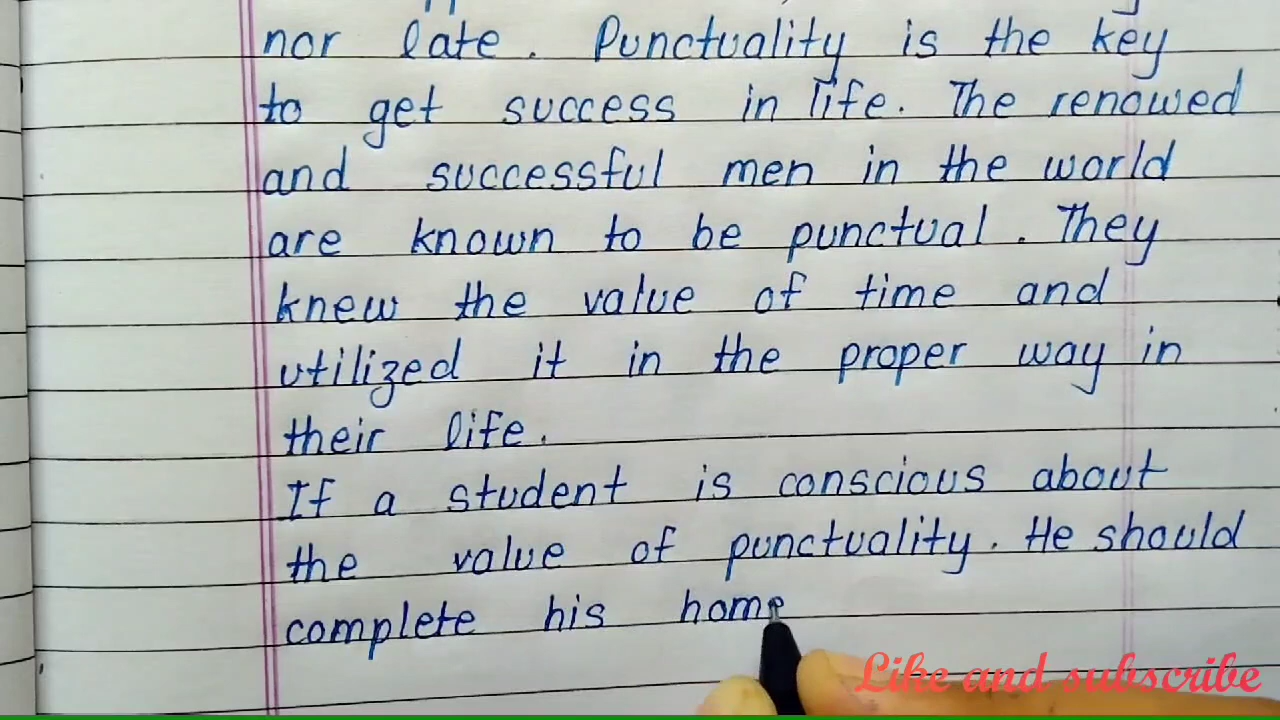 nor late. Punctuality is the key
to get success in life. The renowed
and successful men in the world
are known to be punctual. They
knew the value of time and
utilized it in the proper way in
their life.
If a student is conscious about
the value of punctuality. He should
complete his home
Like and subscribe